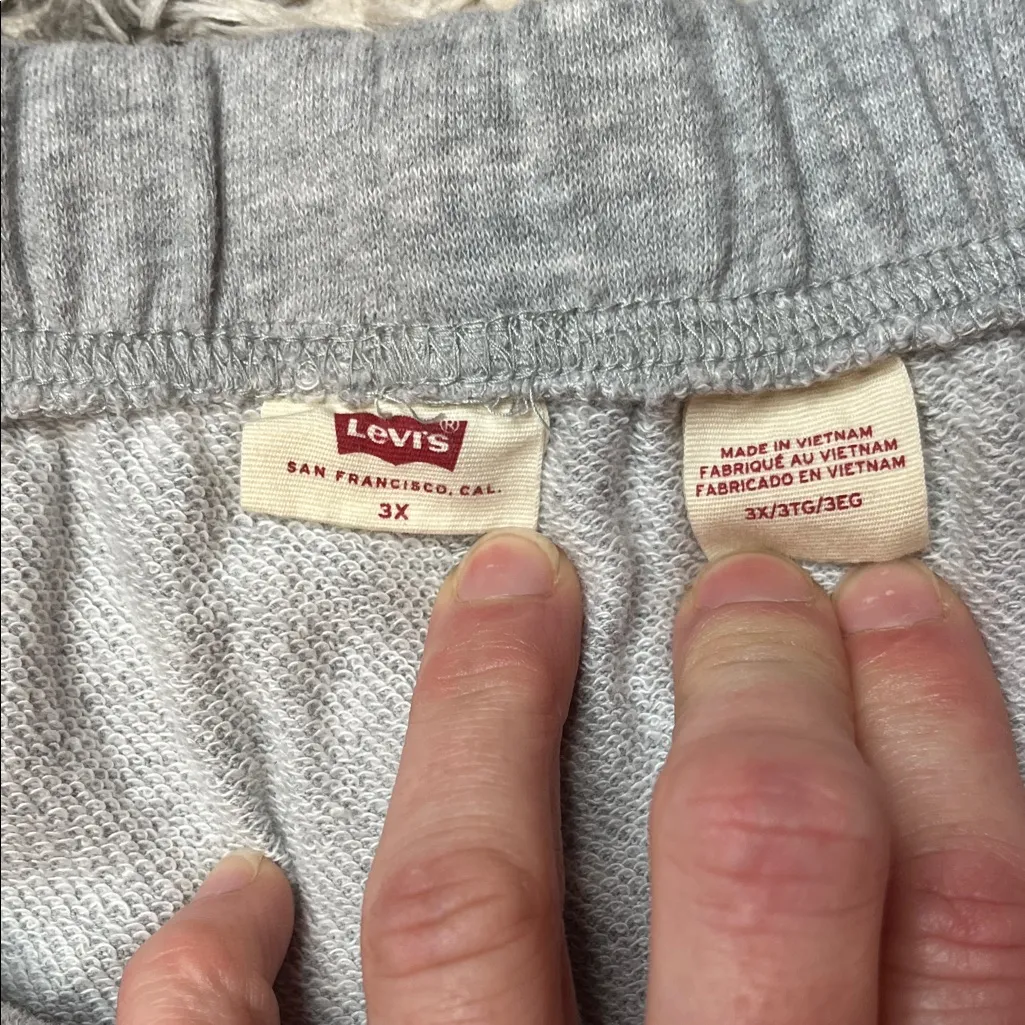 Levi's®
SAN FRANCISCO, CAL.
3X
MADE IN VIETNAM
FABRIQUÉ AU VIETNAM
FABRICADO EN VIETNAM
3X/3TG/3EG